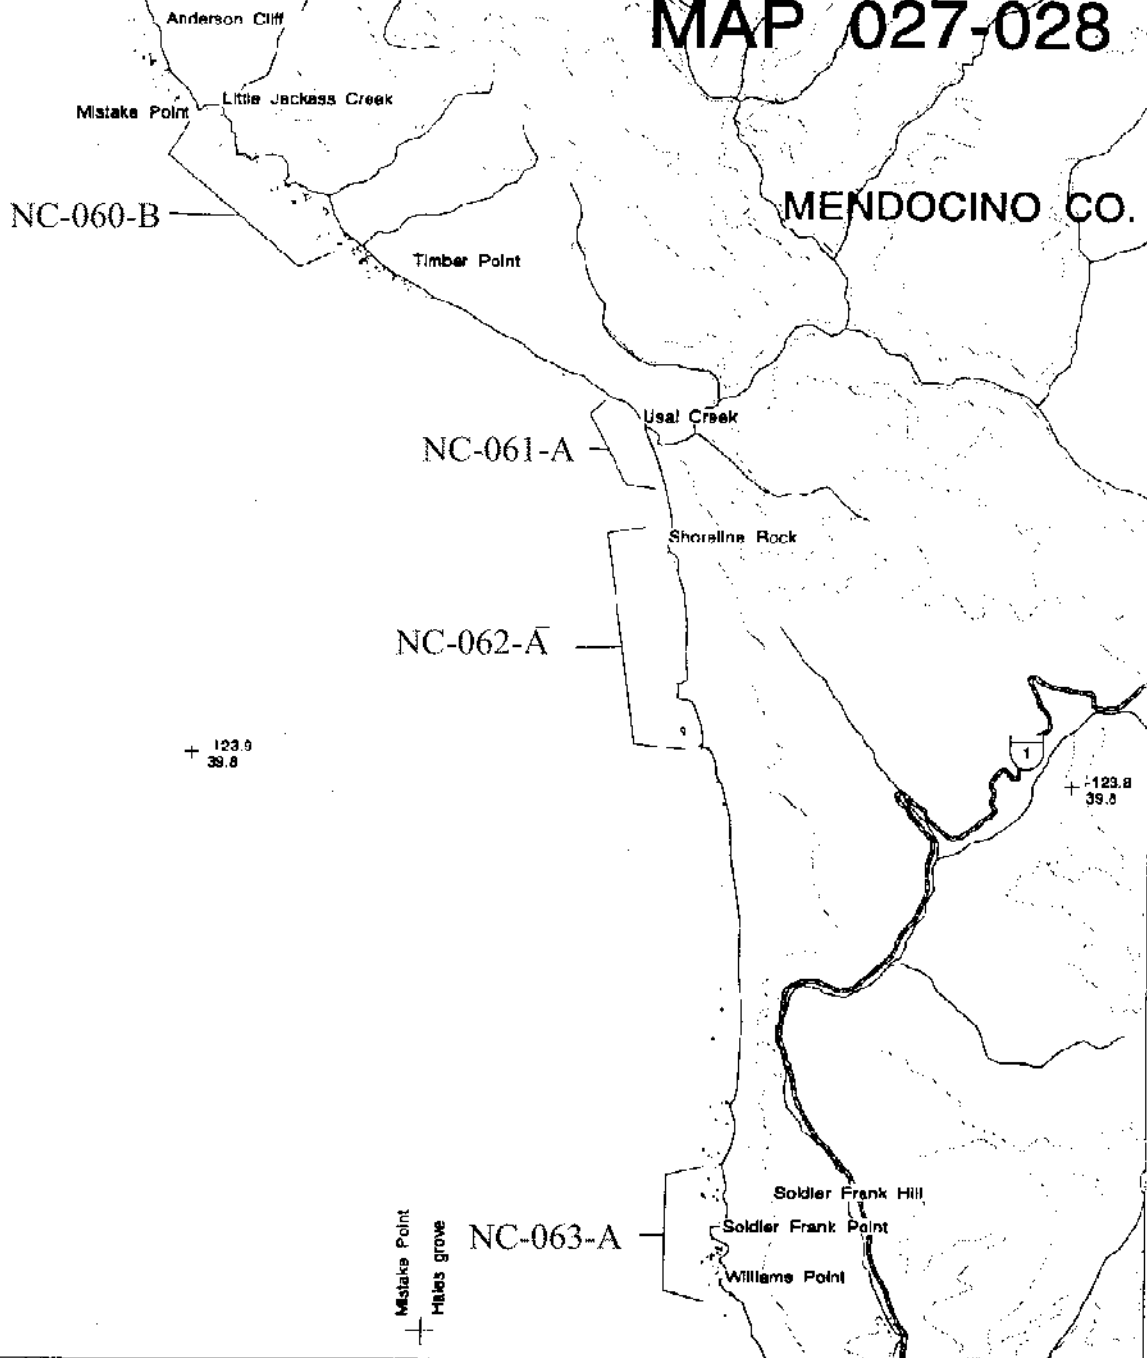 MAP 027-028
Anderson Cliff
Little Jackass Creek
Mistake Point
NC-060-B
MENDOCINO CO.
Timber Point
Usal Creek
NC-061-A
Shoreline Rock
NC-062-A
123.9
39.8
1
-123.8
39.8
Soldier Frank Hill
Soldier Frank Point
NC-063-A
Williams Point
Mistake Point
Hales grove